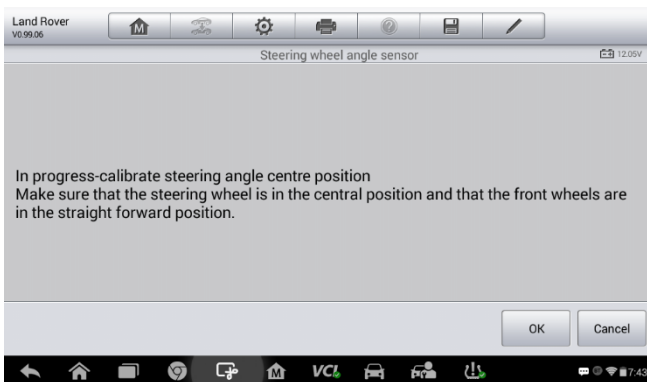 Land Rover
V0.99.06
M
?
Steering wheel angle sensor
12.05V
In progress-calibrate steering angle centre position
Make sure that the steering wheel is in the central position and that the front wheels are
in the straight forward position.
OK
Cancel
M
VCI
7:43